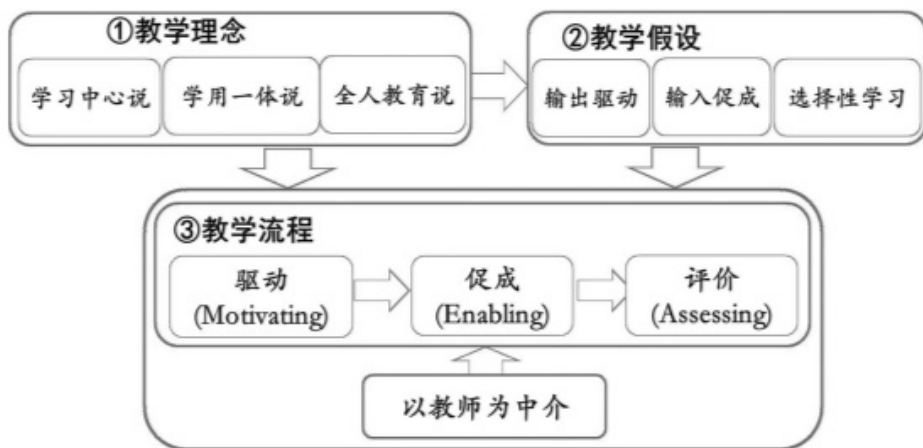 ①教学理念
学习中心说
学用一体说
全人教育说
②教学假设
输出驱动
输入促成
选择性学习
③教学流程
驱动
(Motivating)
促成
(Enabling)
评价
(Assessing)
以教师为中介